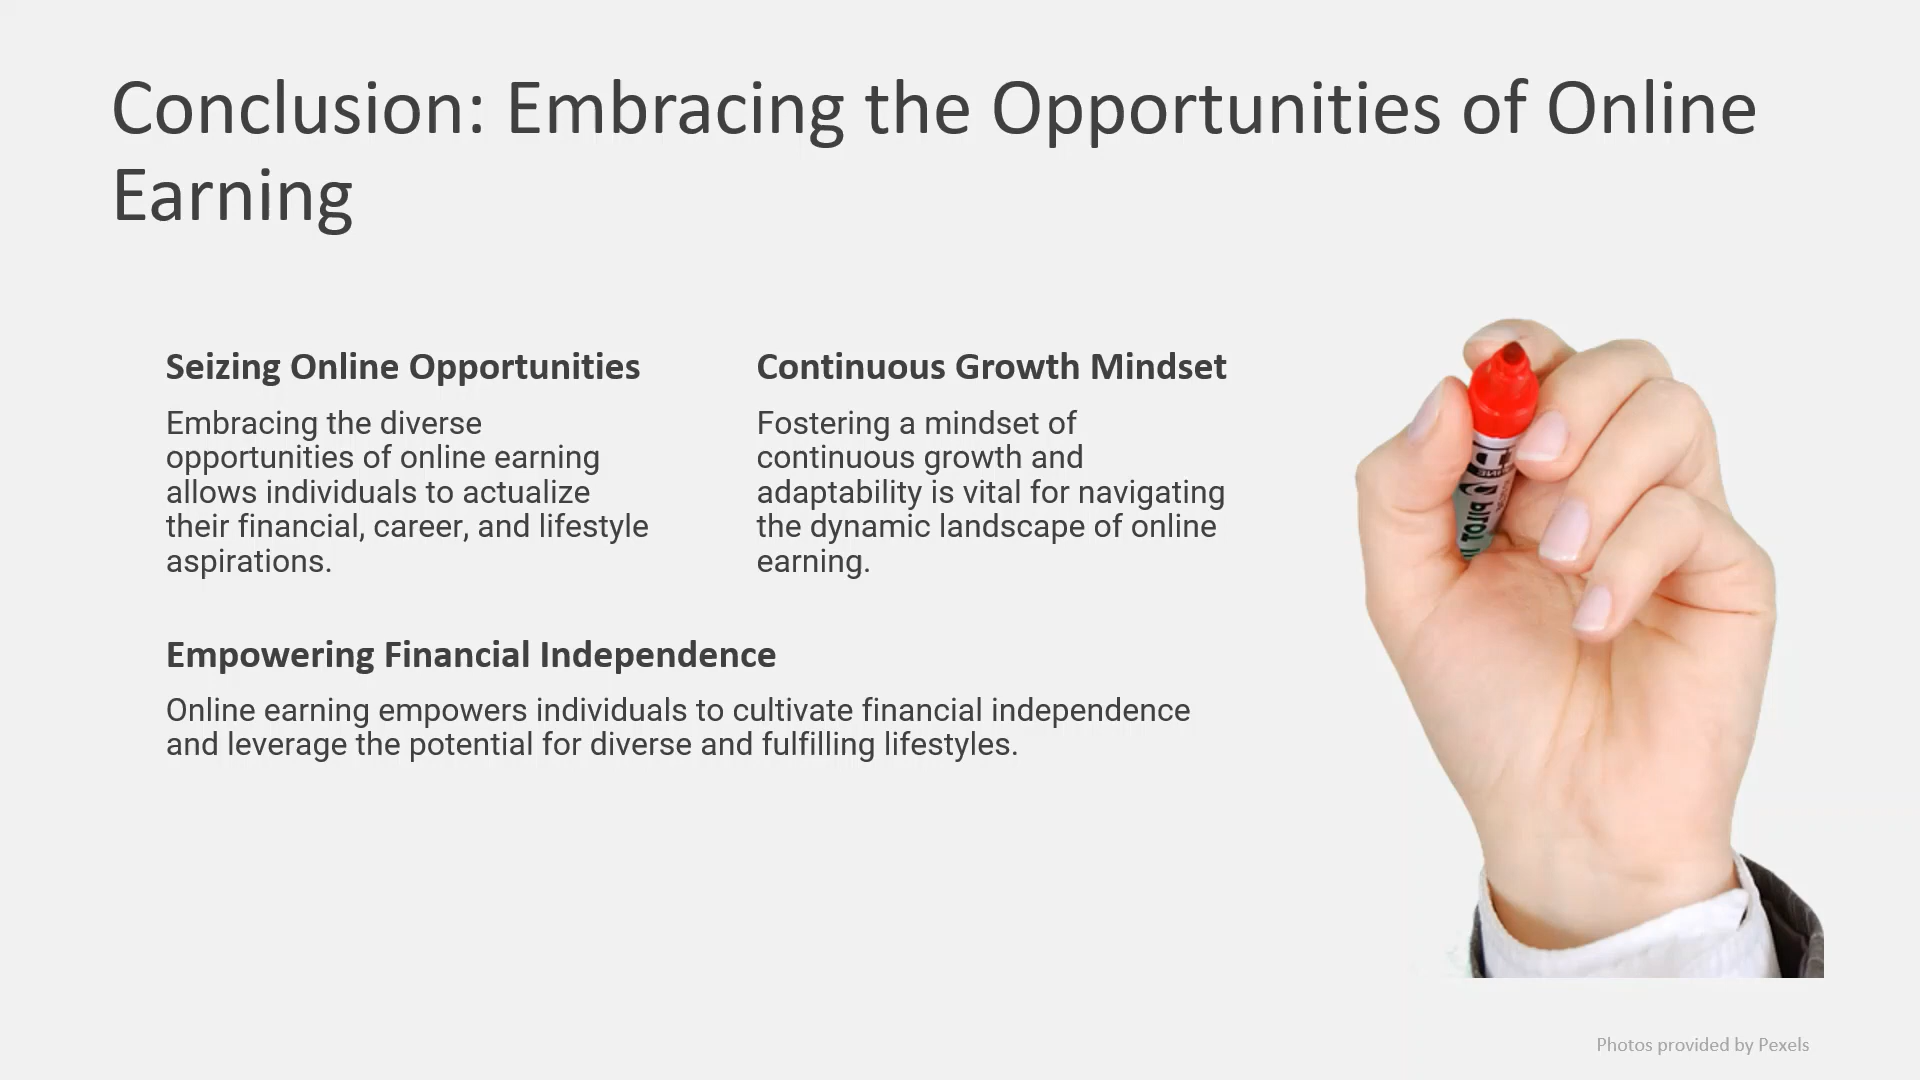 Conclusion: Embracing the Opportunities of Online
Earning
Seizing Online Opportunities
Embracing the diverse
opportunities of online earning
allows individuals to actualize
their financial, career, and lifestyle
aspirations.
Continuous Growth Mindset
Fostering a mindset of
continuous growth and
adaptability is vital for navigating
the dynamic landscape of online
earning.
Empowering Financial Independence
Online earning empowers individuals to cultivate financial independence
and leverage the potential for diverse and fulfilling lifestyles.
PILOT
Photos provided by Pexels